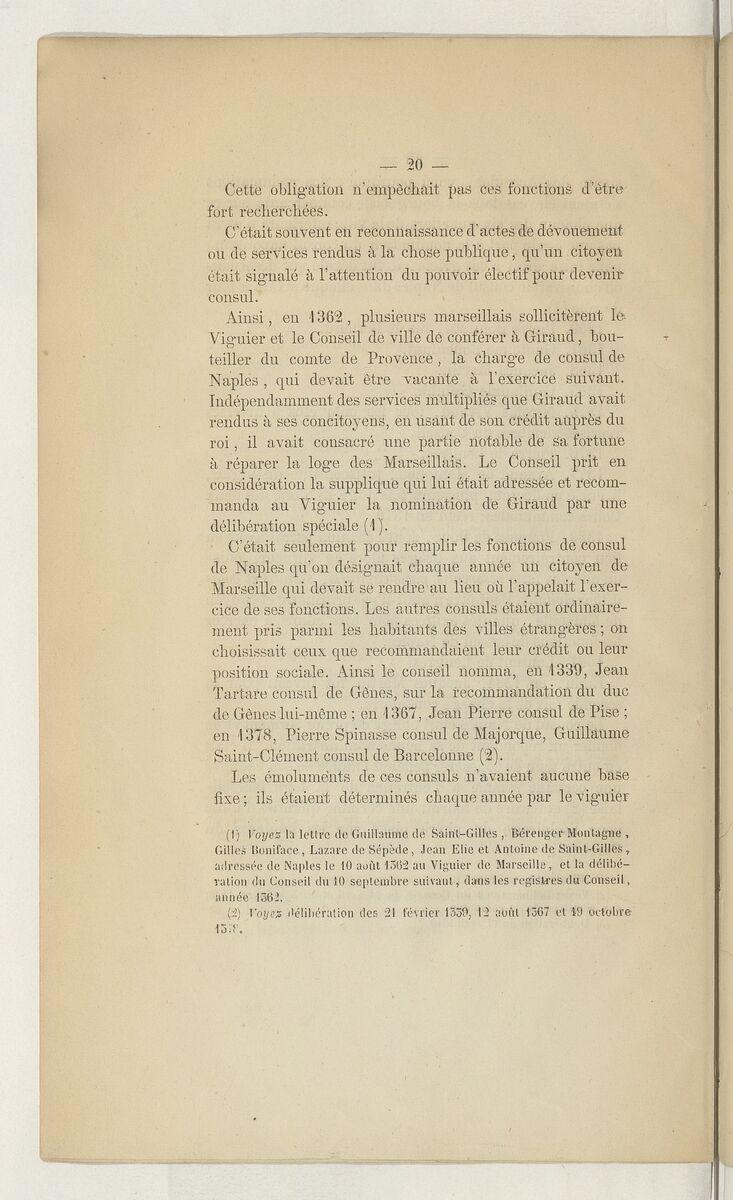 — 20 —
Cette obligation n'empêchait pas ces fonctions d'être
fort recherchées.
C'était souvent en reconnaissance d'actes de dévouement
ou de services rendus à la chose publique, qu'un citoyen
était signalé à l'attention du pouvoir électif pour devenir
consul.
Ainsi, en 1362, plusieurs marseillais sollicitèrent le
Viguier et le Conseil de ville de conférer à Giraud, bou-
teiller du comte de Provence, la charge de consul de
Naples, qui devait être vacante à l'exercice suivant.
Indépendamment des services multipliés que Giraud avait
rendus à ses concitoyens, en usant de son crédit auprès du
roi, il avait consacré une partie notable de sa fortune
à réparer la loge des Marseillais. Le Conseil prit en
considération la supplique qui lui était adressée et recom-
manda au Viguier la nomination de Giraud par une
délibération spéciale (1).
C'était seulement pour remplir les fonctions de consul
de Naples qu'on désignait chaque année un citoyen de
Marseille qui devait se rendre au lieu où l'appelait l'exer-
cice de ses fonctions. Les autres consuls étaient ordinaire-
ment pris parmi les habitants des villes étrangères ; on
choisissait ceux que recommandaient leur crédit ou leur
position sociale. Ainsi le conseil nomma, en 1339, Jean
Tartare consul de Gênes, sur la recommandation du duc
de Gênes lui-même ; en 1367, Jean Pierre consul de Pise ;
en 1378, Pierre Spinasse consul de Majorque, Guillaume
Saint-Clément consul de Barcelonne (2).
Les émoluments de ces consuls n'avaient aucune base
fixe ; ils étaient déterminés chaque année par le viguier
(1) Voyez la lettre de Guillaume de Saint-Gilles, Bérenger Montagne,
Gilles Boniface, Lazare de Sépède, Jean Elie et Antoine de Saint-Gilles,
adressée de Naples le 10 août 1362 au Viguier de Marseille, et la délibé-
ration du Conseil du 10 septembre suivant, dans les registres du Conseil,
année 1362.
(2) Voyez délibération des 21 février 1339, 12 août 1367 et 19 octobre